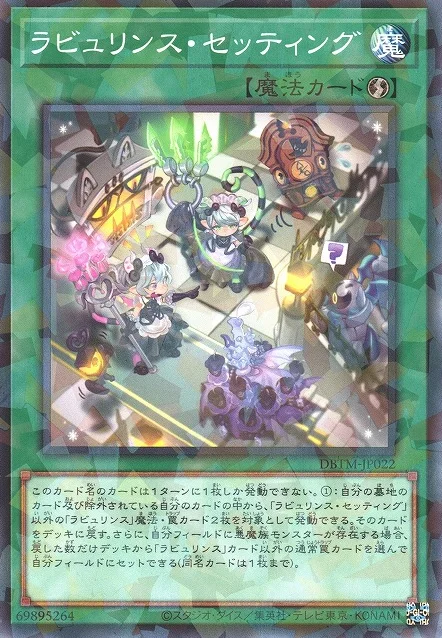 ラビュリンス・セッティング
魔
【魔法カード】
?
DBTM-JP022
このカード名のカードは1ターンに1枚しか発動できない。①:自分の墓地の
カード及び除外されている自分のカードの中から、「ラビュリンス・セッティング」
以外の「ラビュリンス」魔法・罠カード2枚を対象として発動できる。そのカード
をデッキに戻す。さらに、自分フィールドに悪魔族モンスターが存在する場合、
戻した数だけデッキから「ラビュリンス」カード以外の通常罠カードを選んで
自分フィールドにセットできる(同名カードは1枚まで)。
69895264
©スタジオ・ダイス/集英社・テレビ東京・KONAMI